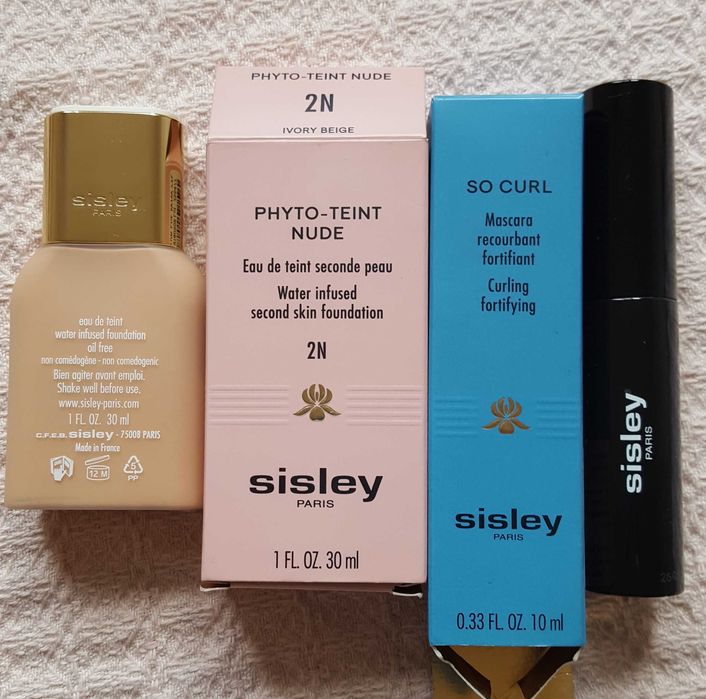 sisley
PARIS
eau de teint
water infused foundation
oil free
non comédogène - non comedogenic
Bien agiter avant emploi.
Shake well before use.
www.sisley-paris.com
1 FL. OZ. 30 ml
C.F.E.B. sisley - 75008 PARIS
Made in France
12 M
5
PP
PHYTO-TEINT NUDE
2N
IVORY BEIGE
PHYTO-TEINT
NUDE
Eau de teint seconde peau
Water infused
second skin foundation
2N
sisley
PARIS
1 FL. OZ. 30 ml
SO CURL
Mascara
recourbant
fortifiant
Curling
fortifying
sisley
PARIS
0.33 FL. OZ. 10 ml
sisley
PARIS